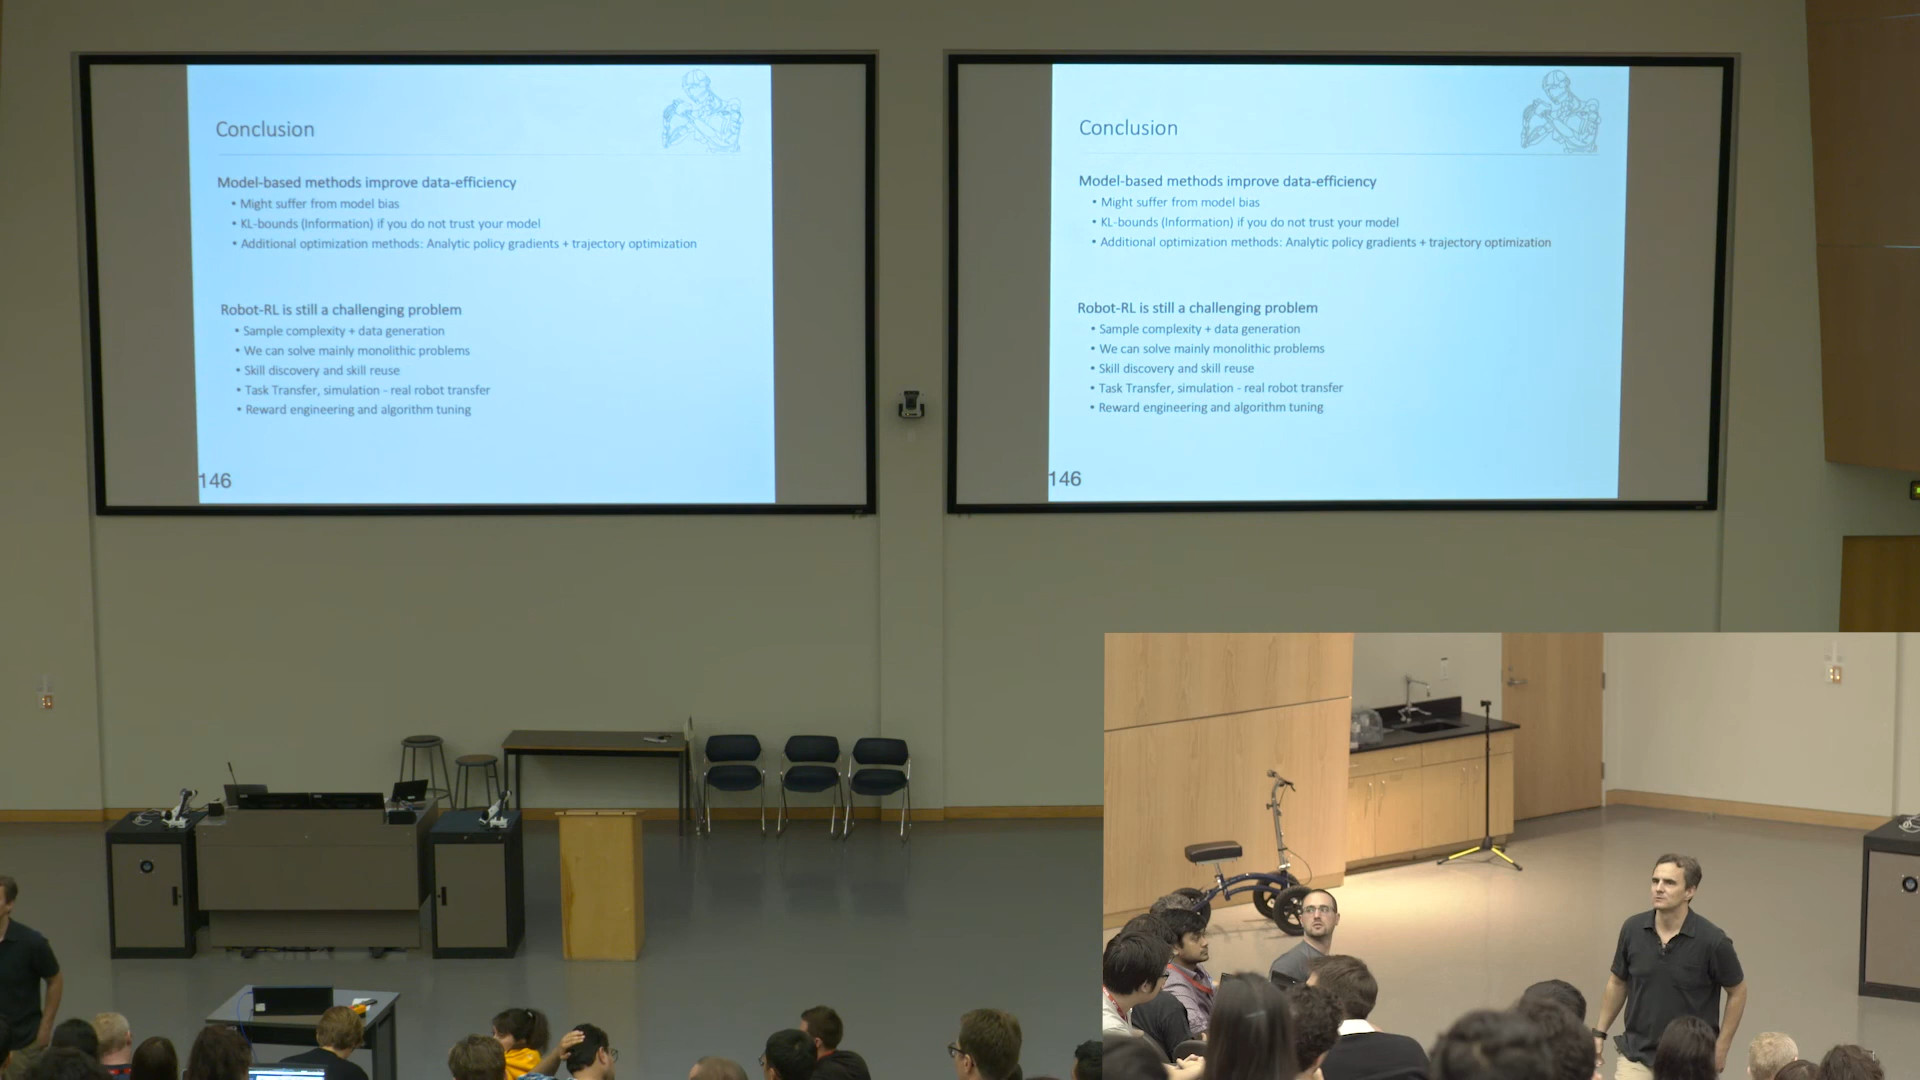 Conclusion
Model-based methods improve data-efficiency
• Might suffer from model bias
• KL-bounds (Information) if you do not trust your model
• Additional optimization methods: Analytic policy gradients + trajectory optimization
Robot-RL is still a challenging problem
• Sample complexity + data generation
• We can solve mainly monolithic problems
• Skill discovery and skill reuse
• Task Transfer, simulation - real robot transfer
• Reward engineering and algorithm tuning
146
Conclusion
Model-based methods improve data-efficiency
• Might suffer from model bias
• KL-bounds (Information) if you do not trust your model
• Additional optimization methods: Analytic policy gradients + trajectory optimization
Robot-RL is still a challenging problem
• Sample complexity + data generation
• We can solve mainly monolithic problems
• Skill discovery and skill reuse
• Task Transfer, simulation - real robot transfer
• Reward engineering and algorithm tuning
146